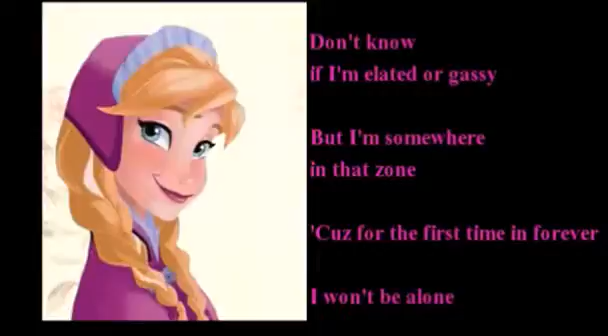 Don't know
if I'm elated or gassy
But I'm somewhere
in that zone
'Cuz for the first time in forever
I won't be alone